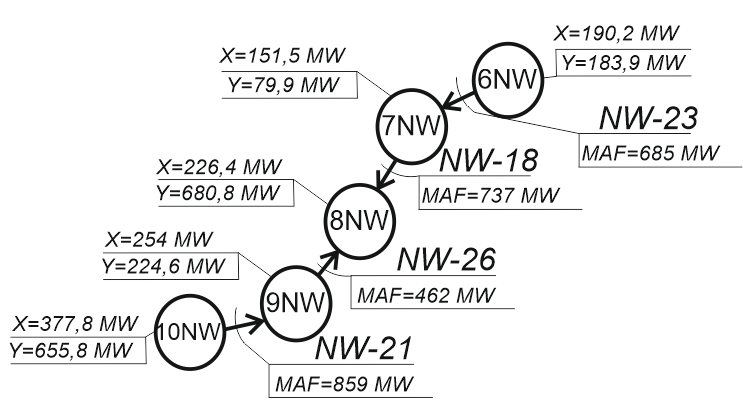 X=190,2 MW
Y=183,9 MW
6NW
X=151,5 MW
Y=79,9 MW
7NW
NW-23
MAF=685 MW
NW-18
MAF=737 MW
X=226,4 MW
Y=680,8 MW
8NW
X=254 MW
Y=224,6 MW
NW-26
MAF=462 MW
9NW
X=377,8 MW
Y=655,8 MW
10NW
NW-21
MAF=859 MW